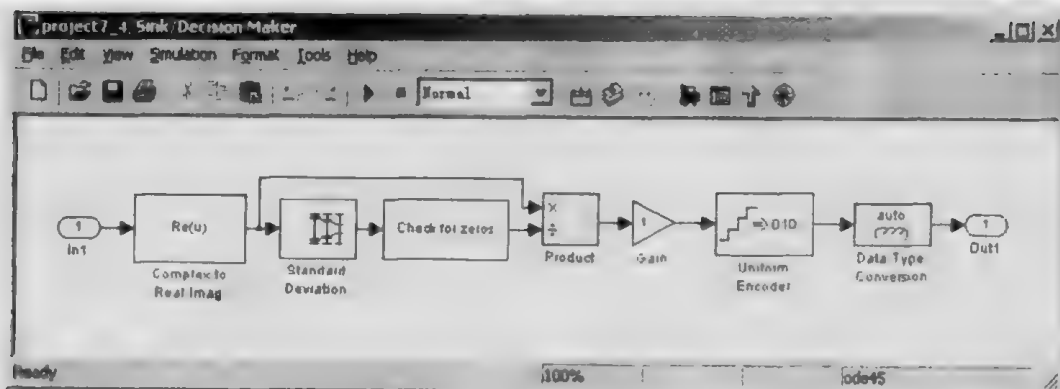 project7_4. Sink/Decision Maker
File Edit View Simulation Format Tools Help
Normal
1
In1
Re(u)
Complex to
Real Imag
Standard
Deviation
Check for zeros
×
÷
Product
1
Gain
010
Uniform
Encoder
auto
(???)
Data Type
Conversion
1
Out1
Ready
100%
ode45